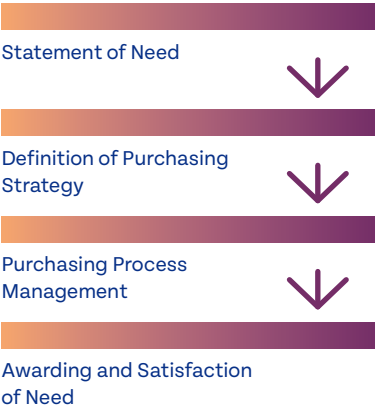 Statement of Need
Definition of Purchasing
Strategy
Purchasing Process
Management
Awarding and Satisfaction
of Need